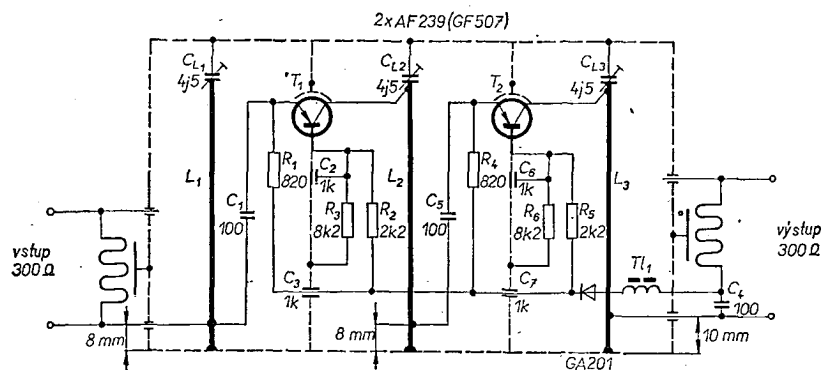 2xAF239 (GF507)
CL1
4j5
T1
CL2
4j5
T2
CL3
4j5
L1
C1
100
R1
820
C2
1k
R3
8k2
R2
2k2
L2
C5
100
R4
820
C6
1k
R6
8k2
R5
2k2
L3
vstup
300 Ω
výstup
300 Ω
C3
1k
C7
1k
Tl1
C4
100
8 mm
8 mm
10 mm
GA201